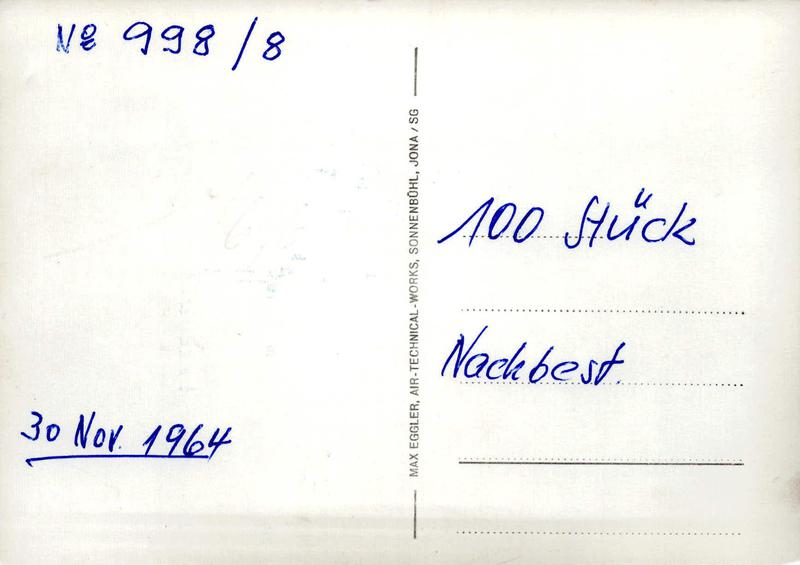 № 998/8
30 Nov. 1964
MAX EGGLER, AIR-TECHNICAL-WORKS, SONNENBÜHL, JONA/SG
100 Stück
Nachbest.